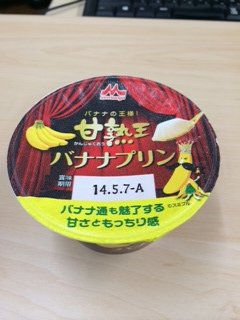 バナナの王様!
甘熟王
かんじゅくおう
バナナプリン
賞味
期限
14.5.7-A
バナナ通も魅了する
甘さともっちり感